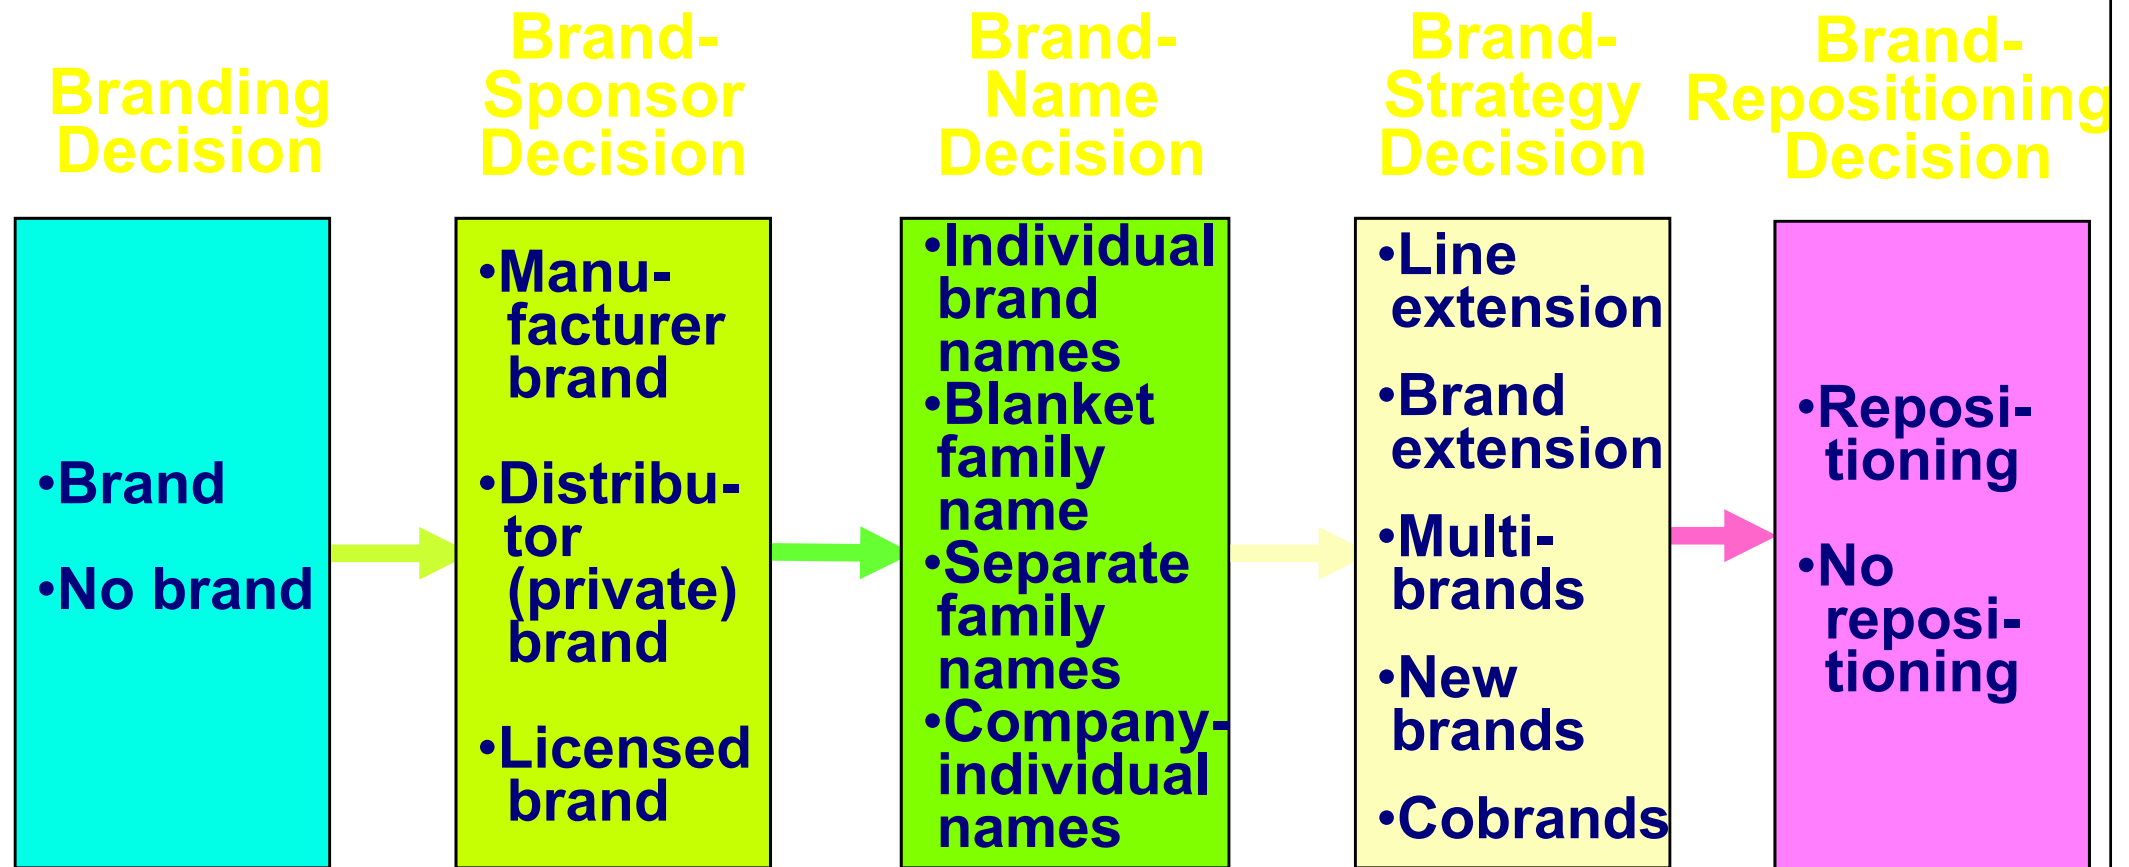 Branding
Decision
Brand-
Sponsor
Decision
Brand-
Name
Decision
Brand-
Strategy
Decision
Brand-
Repositioning
Decision
•Brand
•No brand
•Manu-
facturer
brand
•Distribu-
tor
(private)
brand
•Licensed
brand
•Individual
brand
names
•Blanket
family
name
•Separate
family
names
•Company-
individual
names
•Line
extension
•Brand
extension
•Multi-
brands
•New
brands
•Cobrands
•Reposi-
tioning
•No
reposi-
tioning